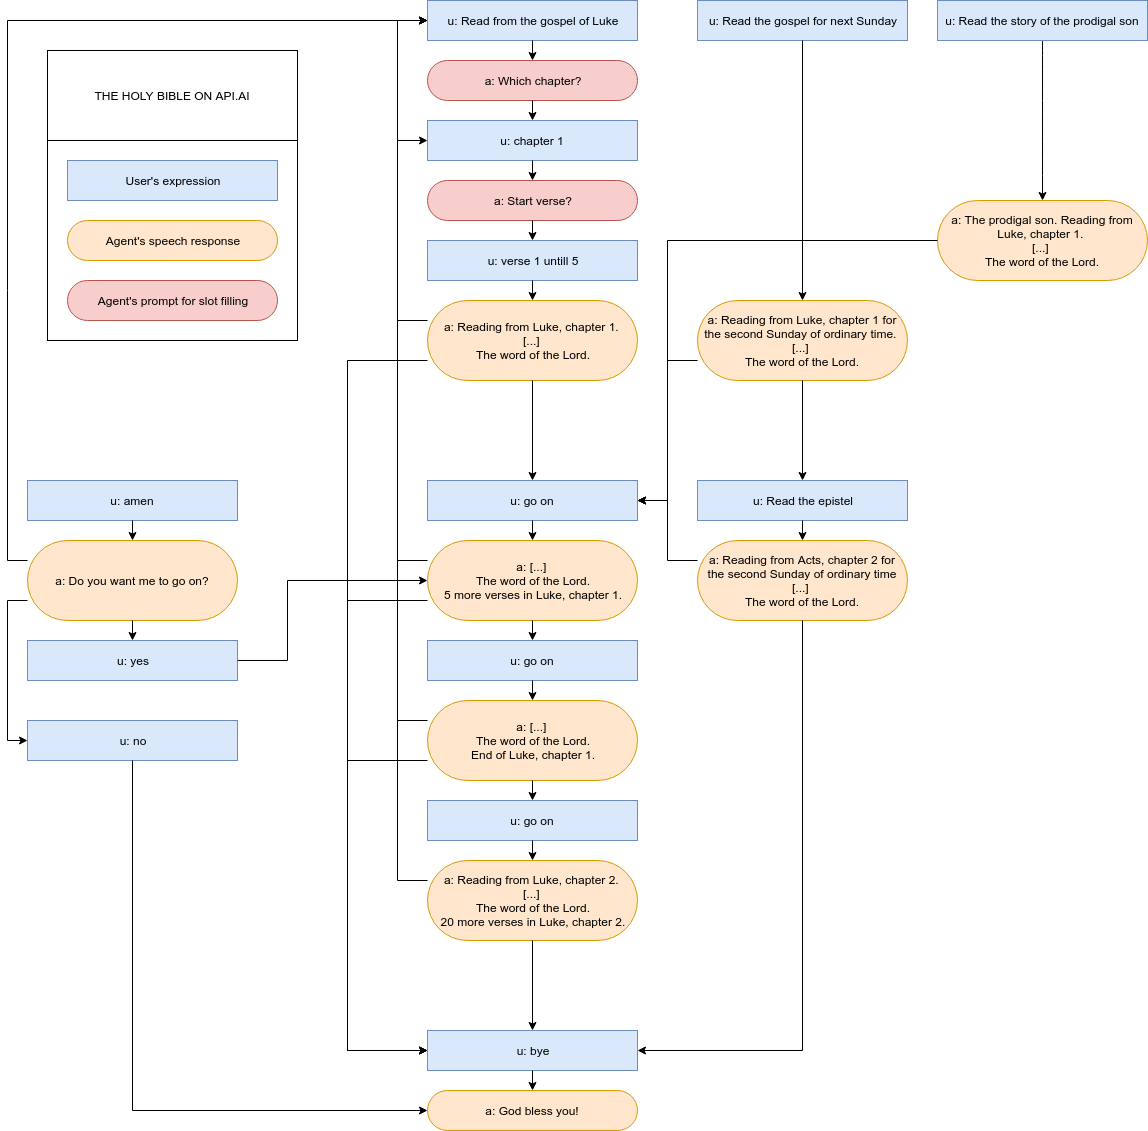 u: Read from the gospel of Luke
u: Read the gospel for next Sunday
u: Read the story of the prodigal son
THE HOLY BIBLE ON API.AI
User's expression
Agent's speech response
Agent's prompt for slot filling
a: Which chapter?
u: chapter 1
a: Start verse?
u: verse 1 untill 5
a: Reading from Luke, chapter 1.
[...]
The word of the Lord.
a: Reading from Luke, chapter 1 for
the second Sunday of ordinary time.
[...]
The word of the Lord.
a: The prodigal son. Reading from
Luke, chapter 1.
[...]
The word of the Lord.
u: amen
a: Do you want me to go on?
u: yes
u: no
u: go on
a: [...]
The word of the Lord.
5 more verses in Luke, chapter 1.
u: go on
a: [...]
The word of the Lord.
End of Luke, chapter 1.
u: go on
a: Reading from Luke, chapter 2.
[...]
The word of the Lord.
20 more verses in Luke, chapter 2.
u: Read the epistel
a: Reading from Acts, chapter 2 for
the second Sunday of ordinary time
[...]
The word of the Lord.
u: bye
a: God bless you!